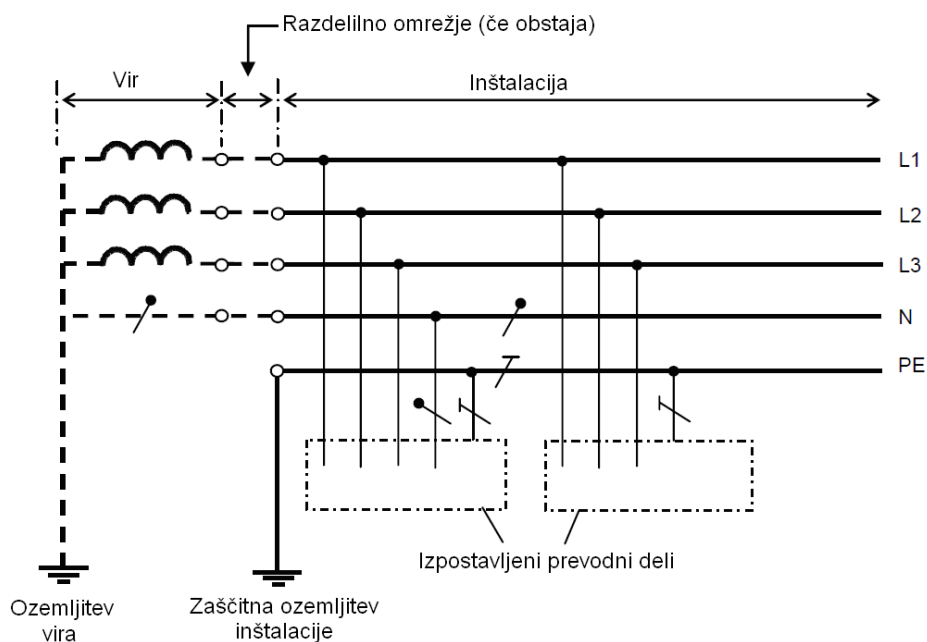 Razdelilno omrežje (če obstaja)
Vir
Inštalacija
L1
L2
L3
N
PE
Izpostavljeni prevodni deli
Ozemljitev
vira
Zaščitna ozemljitev
inštalacije